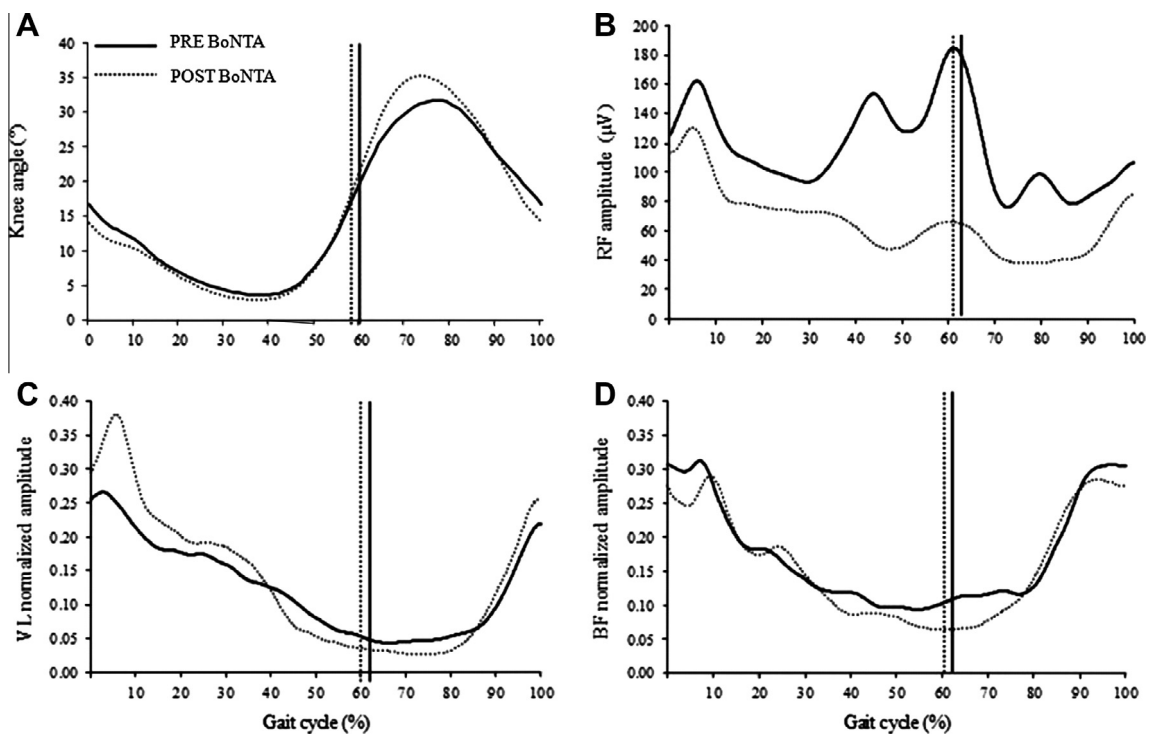 A
PRE BoNTA
POST BoNTA
Knee angle (°)
40
35
30
25
20
15
10
5
0
0 10 20 30 40 50 60 70 80 90 100
B
RF amplitude (µV)
200
180
160
140
120
100
80
60
40
20
0
10 20 30 40 50 60 70 80 90 100
C
VL normalized amplitude
0.40
0.35
0.30
0.25
0.20
0.15
0.10
0.05
0.00
10 20 30 40 50 60 70 80 90 100
Gait cycle (%)
D
BF normalized amplitude
0.40
0.35
0.30
0.25
0.20
0.15
0.10
0.05
0.00
10 20 30 40 50 60 70 80 90 100
Gait cycle (%)